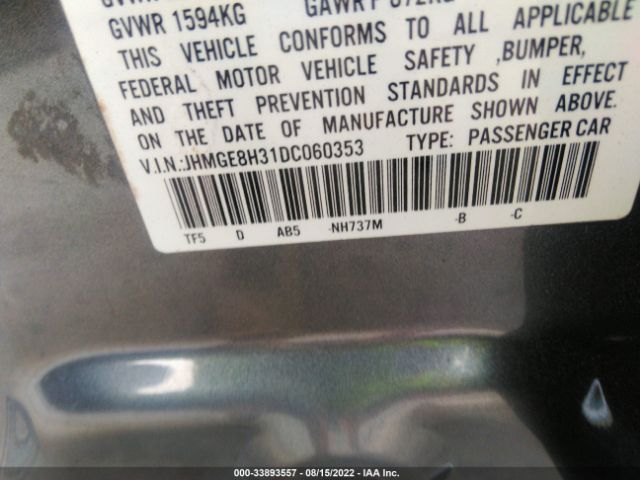 GVWR 1594KG GAWR F
THIS VEHICLE CONFORMS TO ALL APPLICABLE
FEDERAL MOTOR VEHICLE SAFETY ,BUMPER,
AND THEFT PREVENTION STANDARDS IN EFFECT
ON THE DATE OF MANUFACTURE SHOWN ABOVE.
V.I.N.:JHMGE8H31DC060353 TYPE: PASSENGER CAR
TF5 D AB5 -NH737M -B -C
000-33893557 - 08/15/2022 - IAA Inc.